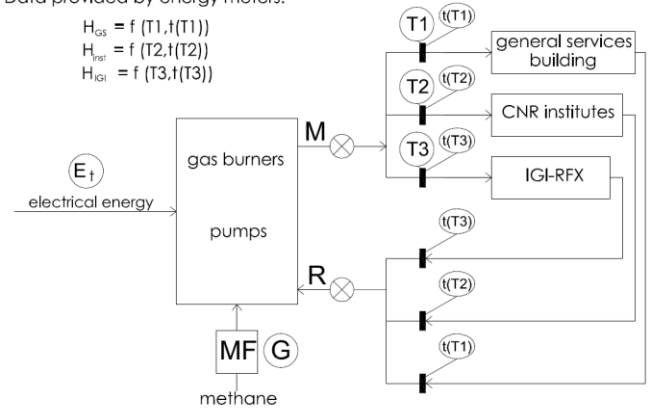 Data provided by energy meters:
H_GS = f (T1,t(T1))
H_inst = f (T2,t(T2))
H_IGI = f (T3,t(T3))
T1
t(T1)
general services
building
T2
t(T2)
CNR institutes
M
T3
t(T3)
IGI-RFX
gas burners
pumps
E_t
electrical energy
t(T3)
R
t(T2)
t(T1)
MF
G
methane